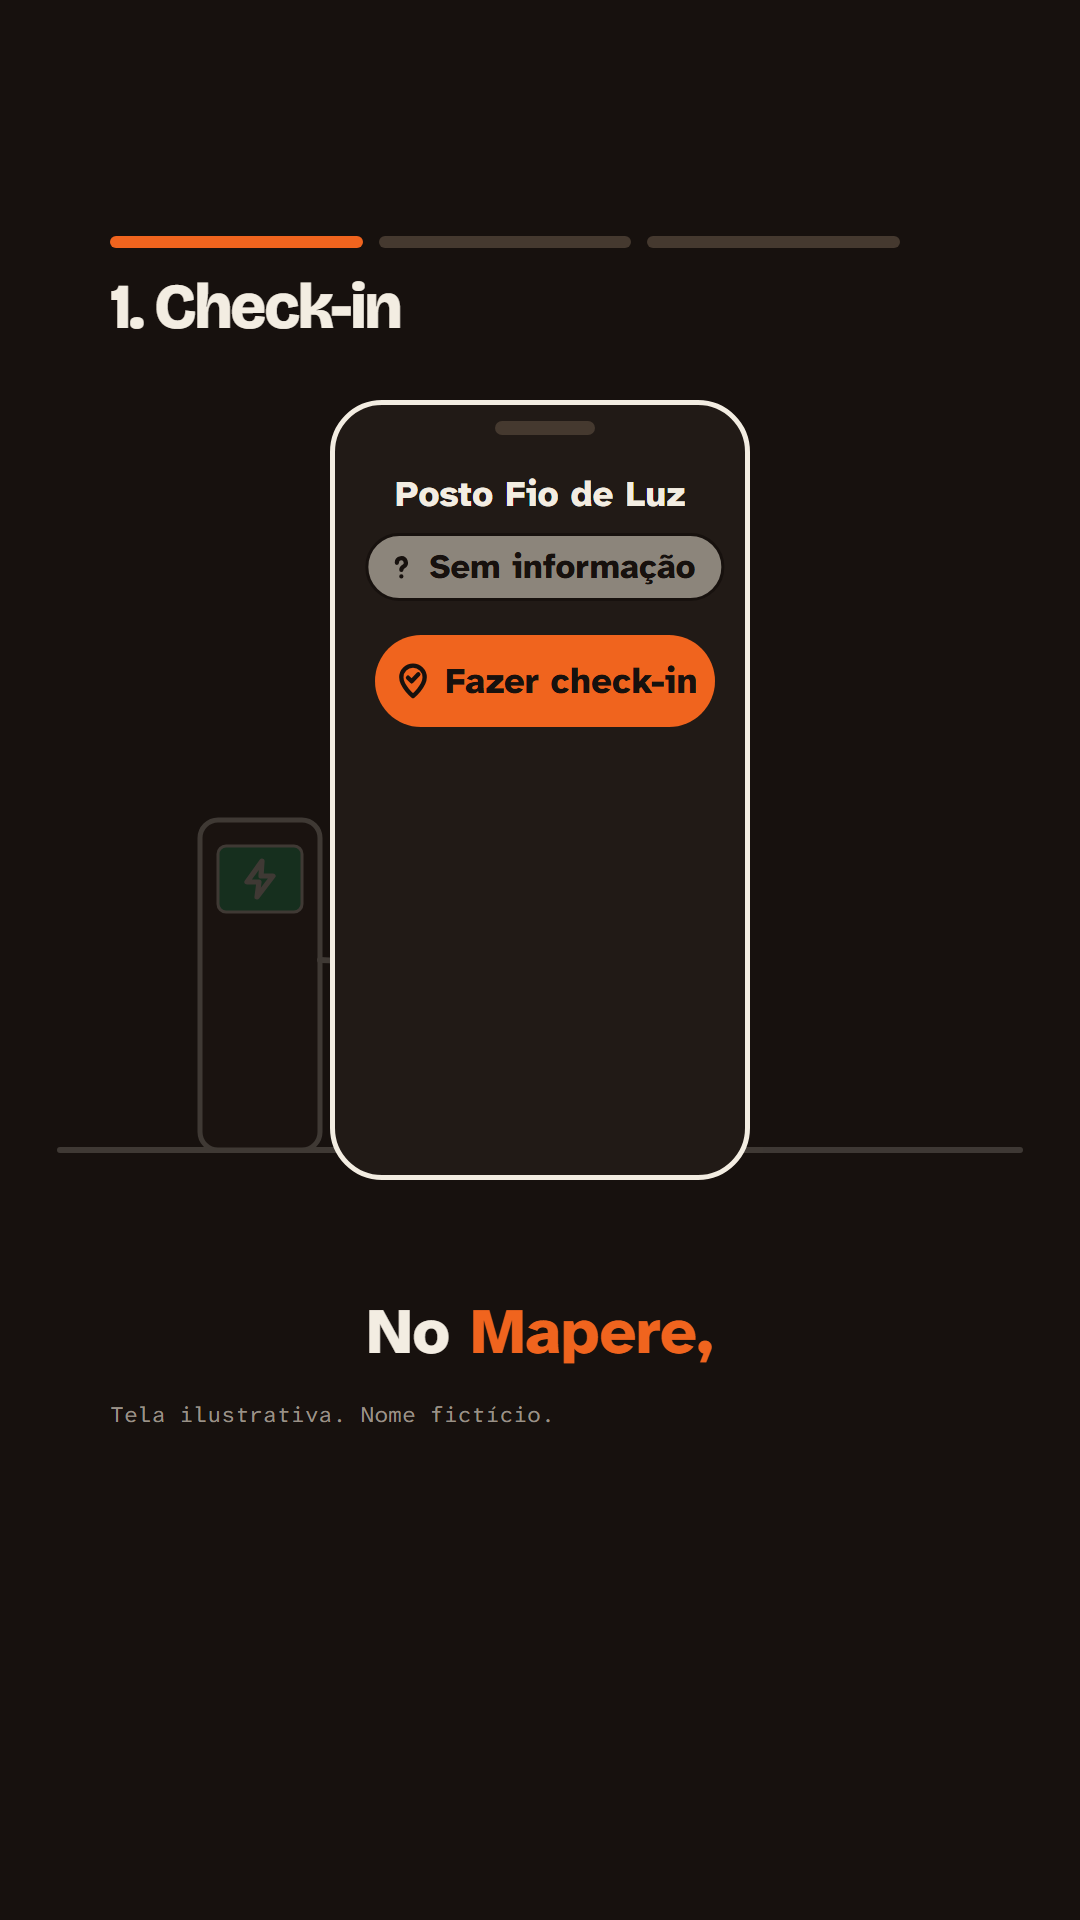 1. Check-in
Posto Fio de Luz
? Sem informação
Fazer check-in
No Mapere,
Tela ilustrativa. Nome fictício.